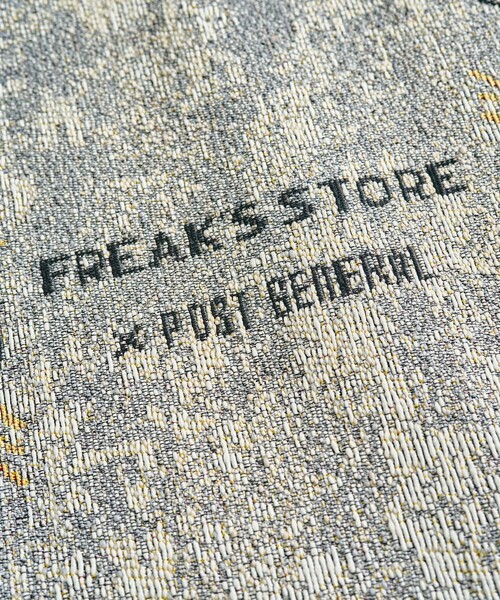 FREAK'S STORE
× POST GENERAL